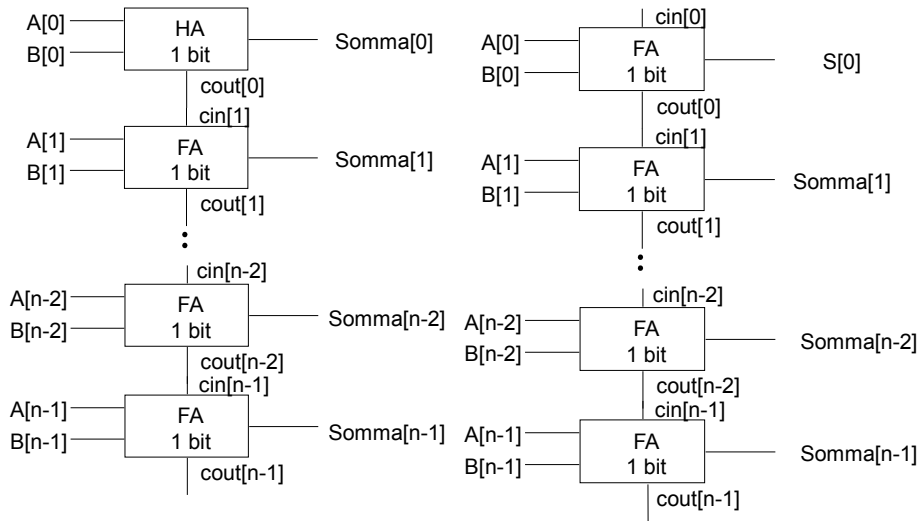 A[0]
B[0]
HA
1 bit
Somma[0]
cout[0]
cin[1]
A[1]
B[1]
FA
1 bit
Somma[1]
cout[1]
cin[n-2]
A[n-2]
B[n-2]
FA
1 bit
Somma[n-2]
cout[n-2]
cin[n-1]
A[n-1]
B[n-1]
FA
1 bit
Somma[n-1]
cout[n-1]
cin[0]
A[0]
B[0]
FA
1 bit
S[0]
cout[0]
cin[1]
A[1]
B[1]
FA
1 bit
Somma[1]
cout[1]
cin[n-2]
A[n-2]
B[n-2]
FA
1 bit
Somma[n-2]
cout[n-2]
cin[n-1]
A[n-1]
B[n-1]
FA
1 bit
Somma[n-1]
cout[n-1]